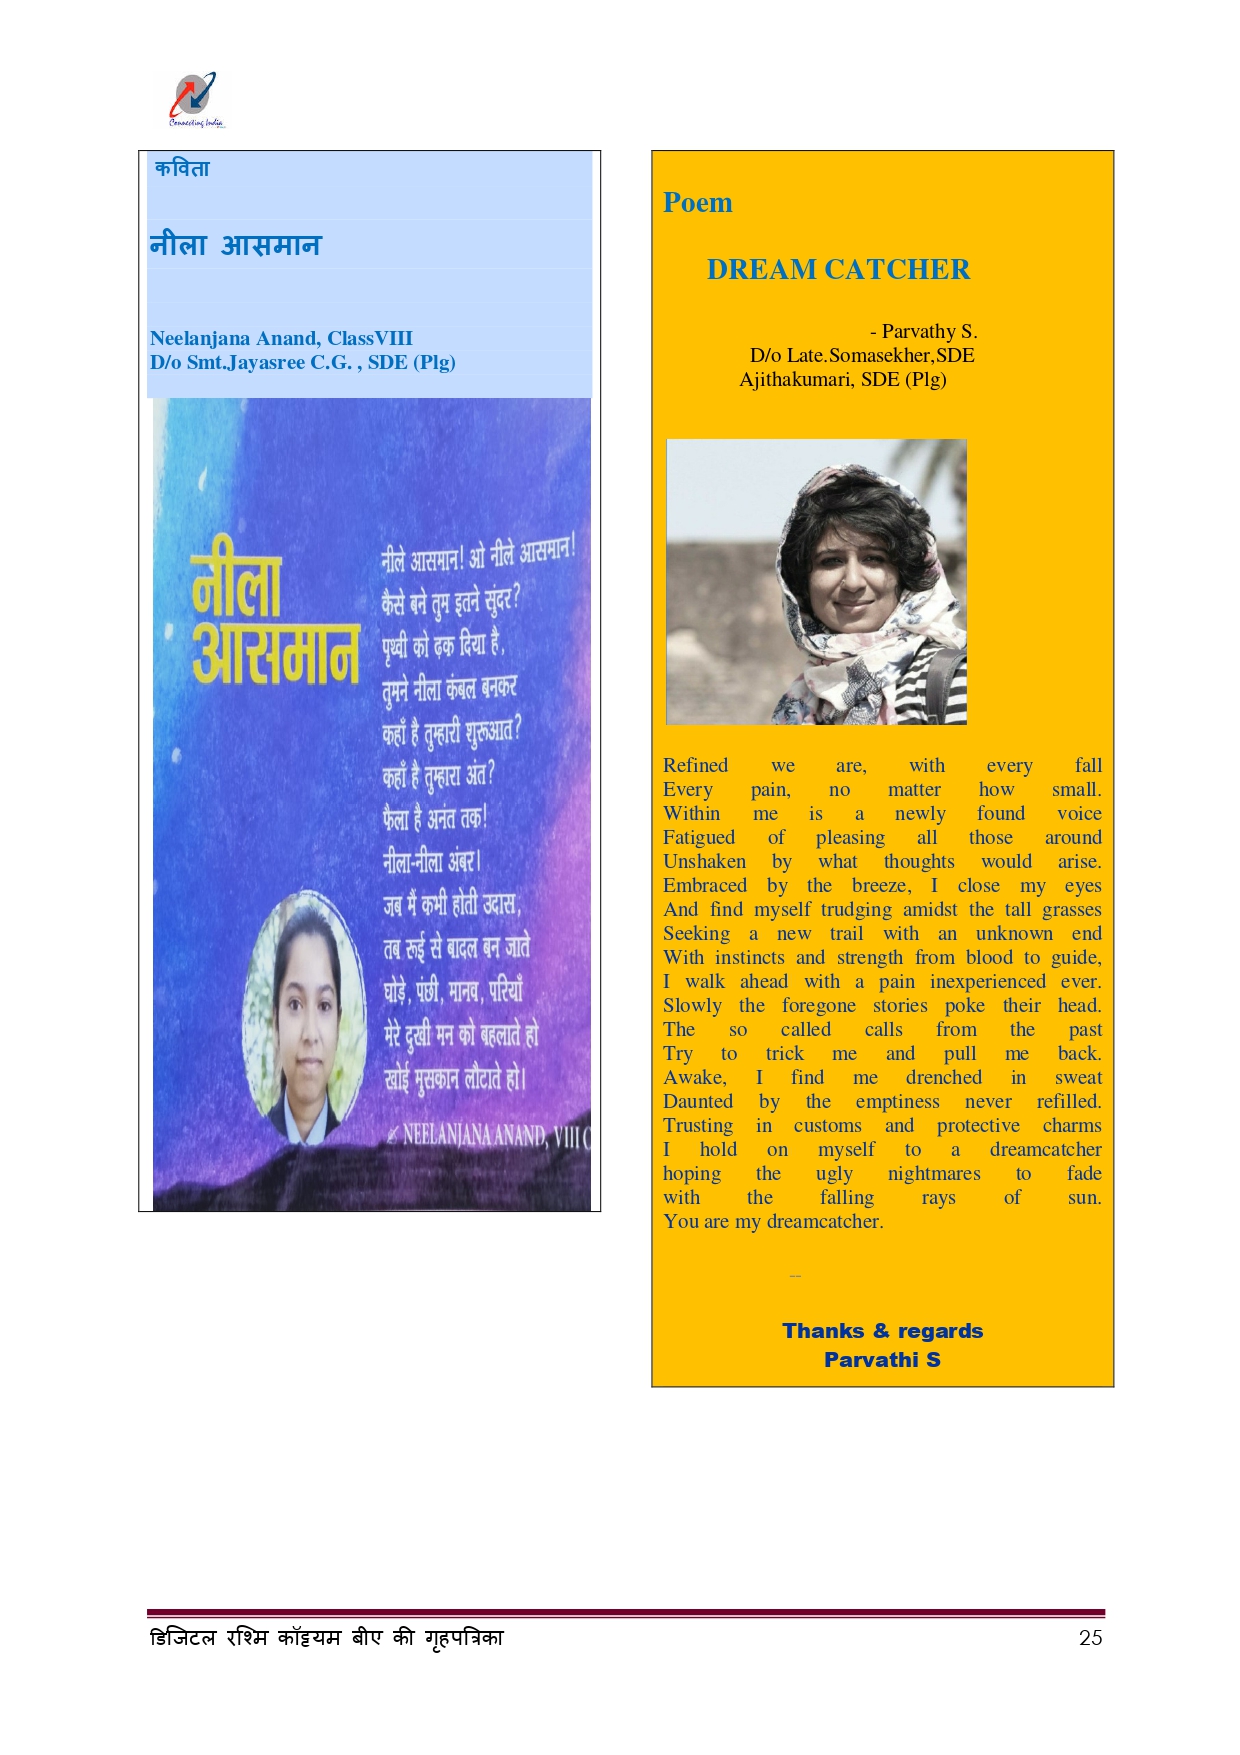 Connecting India
कविता
नीला आसमान
Neelanjana Anand, ClassVIII
D/o Smt.Jayasree C.G. , SDE (Plg)
नीला
आसमान
नीले आसमान! ओ नीले आसमान!
कैसे बने तुम इतने सुंदर?
पृथ्वी को ढ़क दिया है,
तुमने नीला कंबल बनकर
कहाँ है तुम्हारी शुरूआत?
कहाँ है तुम्हारा अंत?
फैला है अनंत तक!
नीला-नीला अंबर।
जब मैं कभी होती उदास,
तब रूई से बादल बन जाते
घोड़े, पंछी, मानव, परियाँ
मेरे दुखी मन को बहलाते हो
खोई मुसकान लौटाते हो।
✍ NEELANJANA ANAND, VIII C
Poem
DREAM CATCHER
- Parvathy S.
D/o Late.Somasekher,SDE
Ajithakumari, SDE (Plg)
Refined we are, with every fall
Every pain, no matter how small.
Within me is a newly found voice
Fatigued of pleasing all those around
Unshaken by what thoughts would arise.
Embraced by the breeze, I close my eyes
And find myself trudging amidst the tall grasses
Seeking a new trail with an unknown end
With instincts and strength from blood to guide,
I walk ahead with a pain inexperienced ever.
Slowly the foregone stories poke their head.
The so called calls from the past
Try to trick me and pull me back.
Awake, I find me drenched in sweat
Daunted by the emptiness never refilled.
Trusting in customs and protective charms
I hold on myself to a dreamcatcher
hoping the ugly nightmares to fade
with the falling rays of sun.
You are my dreamcatcher.
Thanks & regards
Parvathi S
डिजिटल रश्मि कॉट्टयम बीए की गृहपत्रिका 25